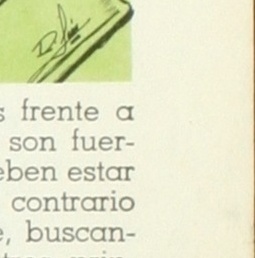 frente a
son fuer-
eben estar
contrario
e, buscan-